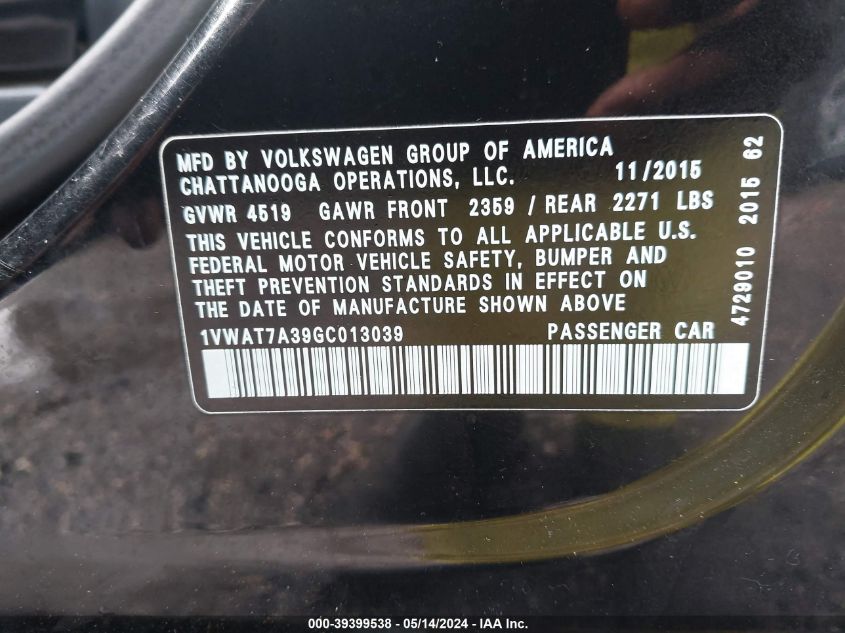 MFD BY VOLKSWAGEN GROUP OF AMERICA
CHATTANOOGA OPERATIONS, LLC. 11/2015
GVWR 4519 GAWR FRONT 2359 / REAR 2271 LBS
THIS VEHICLE CONFORMS TO ALL APPLICABLE U.S.
FEDERAL MOTOR VEHICLE SAFETY, BUMPER AND
THEFT PREVENTION STANDARDS IN EFFECT ON
THE DATE OF MANUFACTURE SHOWN ABOVE
1VWAT7A39GC013039 PASSENGER CAR
4729010 2015 62
000-39399538 - 05/14/2024 - IAA Inc.